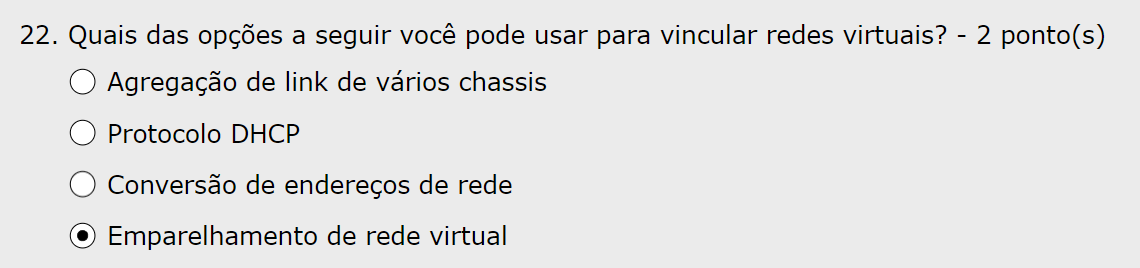 22. Quais das opções a seguir você pode usar para vincular redes virtuais? - 2 ponto(s)
Agregação de link de vários chassis
Protocolo DHCP
Conversão de endereços de rede
Emparelhamento de rede virtual